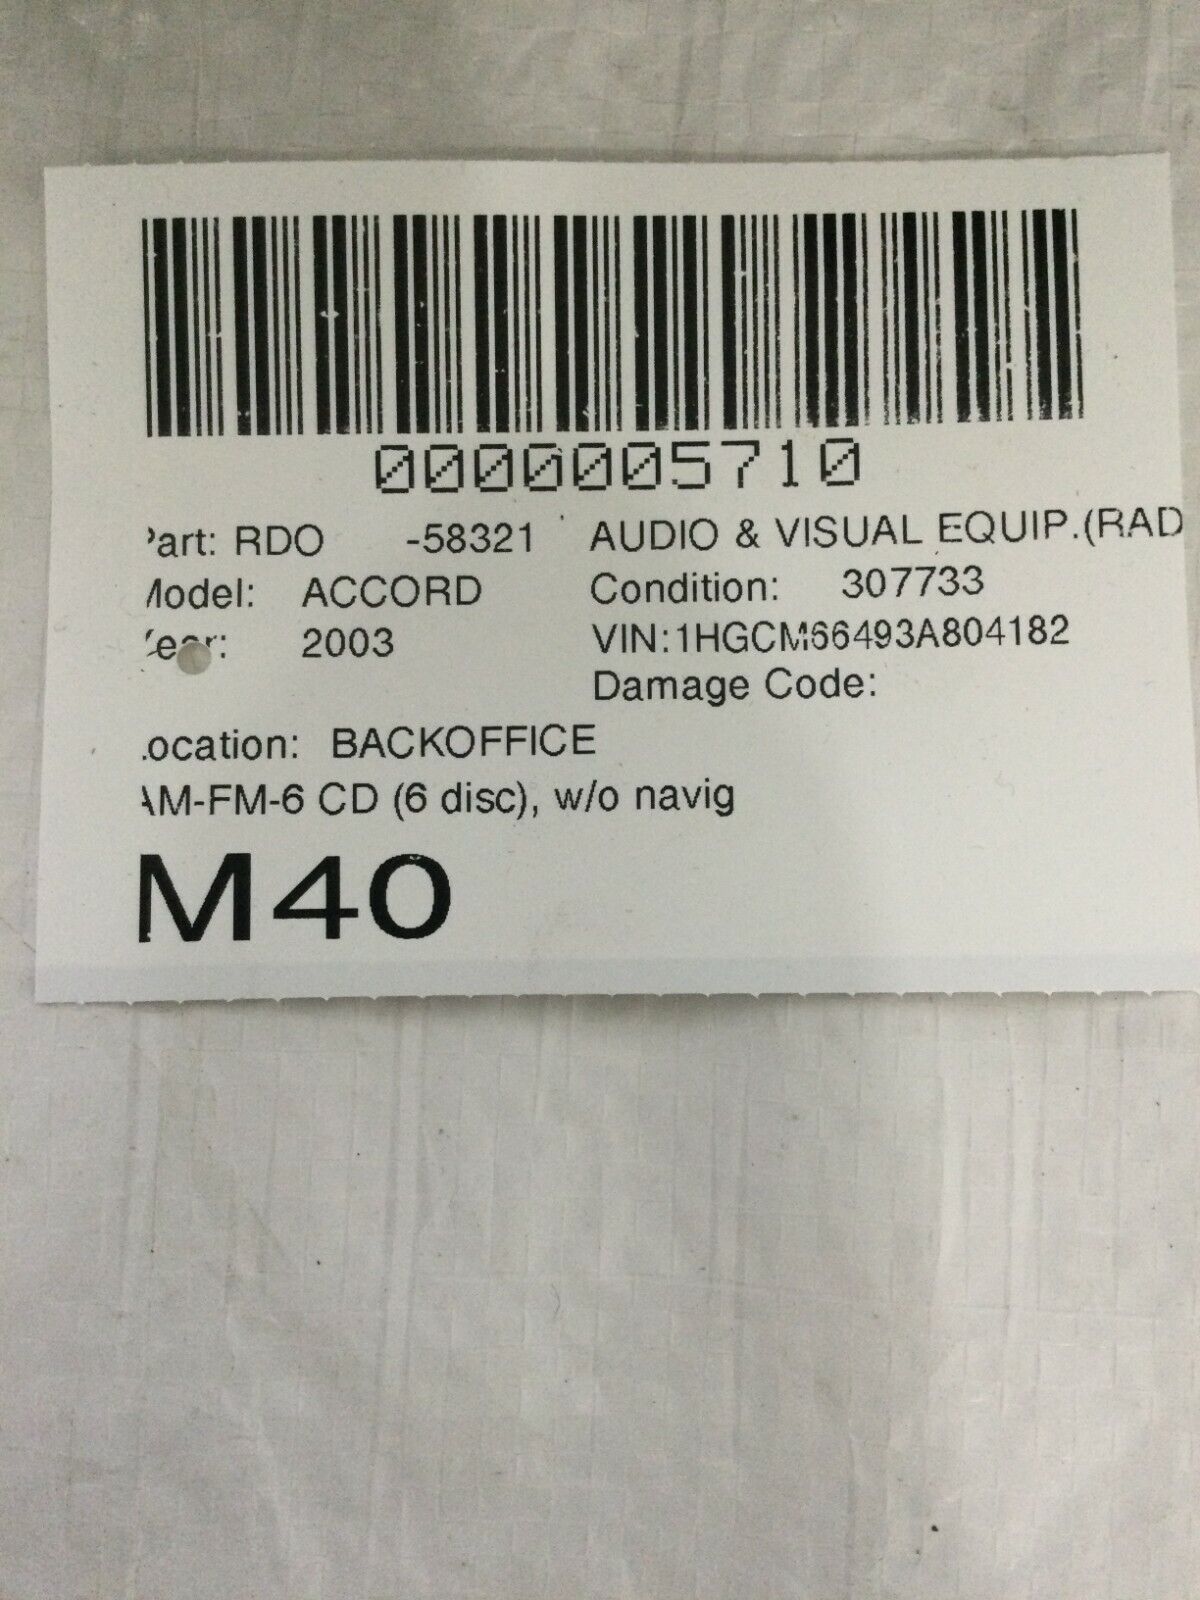 0000005710
Part: RDO -58321 AUDIO & VISUAL EQUIP.(RAD
Model: ACCORD Condition: 307733
Year: 2003 VIN:1HGCM66493A804182
Damage Code:
Location: BACKOFFICE
AM-FM-6 CD (6 disc), w/o navig
M40